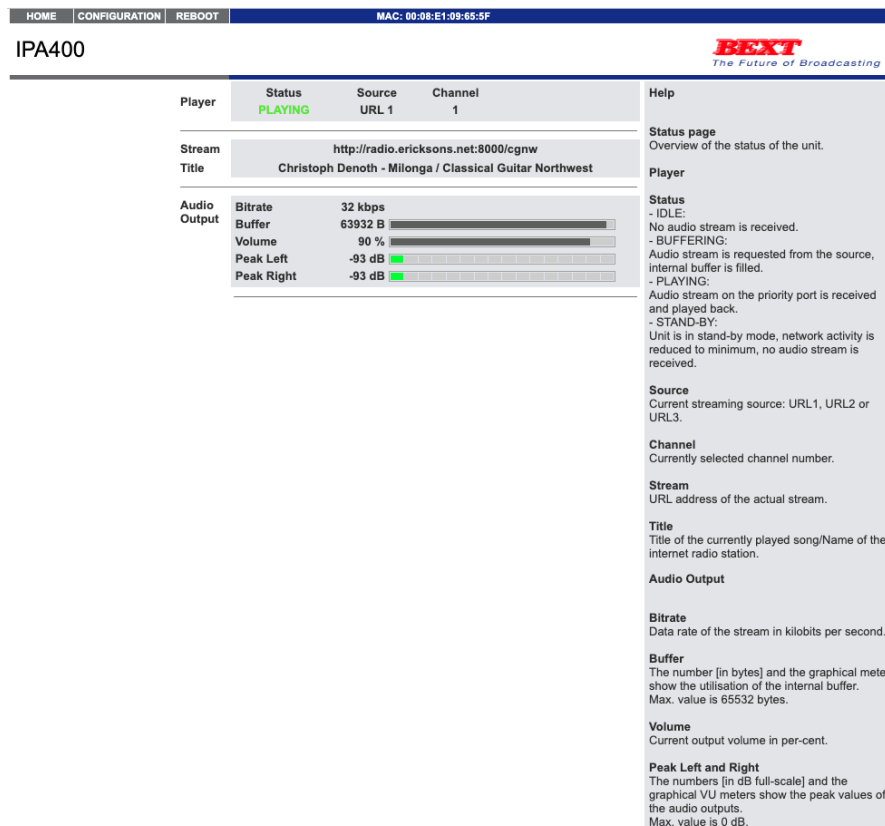 HOME CONFIGURATION REBOOT MAC: 00:08:E1:09:65:5F
IPA400
BEXT
The Future of Broadcasting
Player
Status Source Channel
PLAYING URL 1 1
Stream http://radio.ericksons.net:8000/cgnw
Title Christoph Denoth - Milonga / Classical Guitar Northwest
Audio Output
Bitrate 32 kbps
Buffer 63932 B
Volume 90 %
Peak Left -93 dB
Peak Right -93 dB
Help
Status page
Overview of the status of the unit.
Player
Status
- IDLE:
No audio stream is received.
- BUFFERING:
Audio stream is requested from the source,
internal buffer is filled.
- PLAYING:
Audio stream on the priority port is received
and played back.
- STAND-BY:
Unit is in stand-by mode, network activity is
reduced to minimum, no audio stream is
received.
Source
Current streaming source: URL1, URL2 or
URL3.
Channel
Currently selected channel number.
Stream
URL address of the actual stream.
Title
Title of the currently played song/Name of the
internet radio station.
Audio Output
Bitrate
Data rate of the stream in kilobits per second.
Buffer
The number [in bytes] and the graphical mete
show the utilisation of the internal buffer.
Max. value is 65532 bytes.
Volume
Current output volume in per-cent.
Peak Left and Right
The numbers [in dB full-scale] and the
graphical VU meters show the peak values of
the audio outputs.
Max. value is 0 dB.